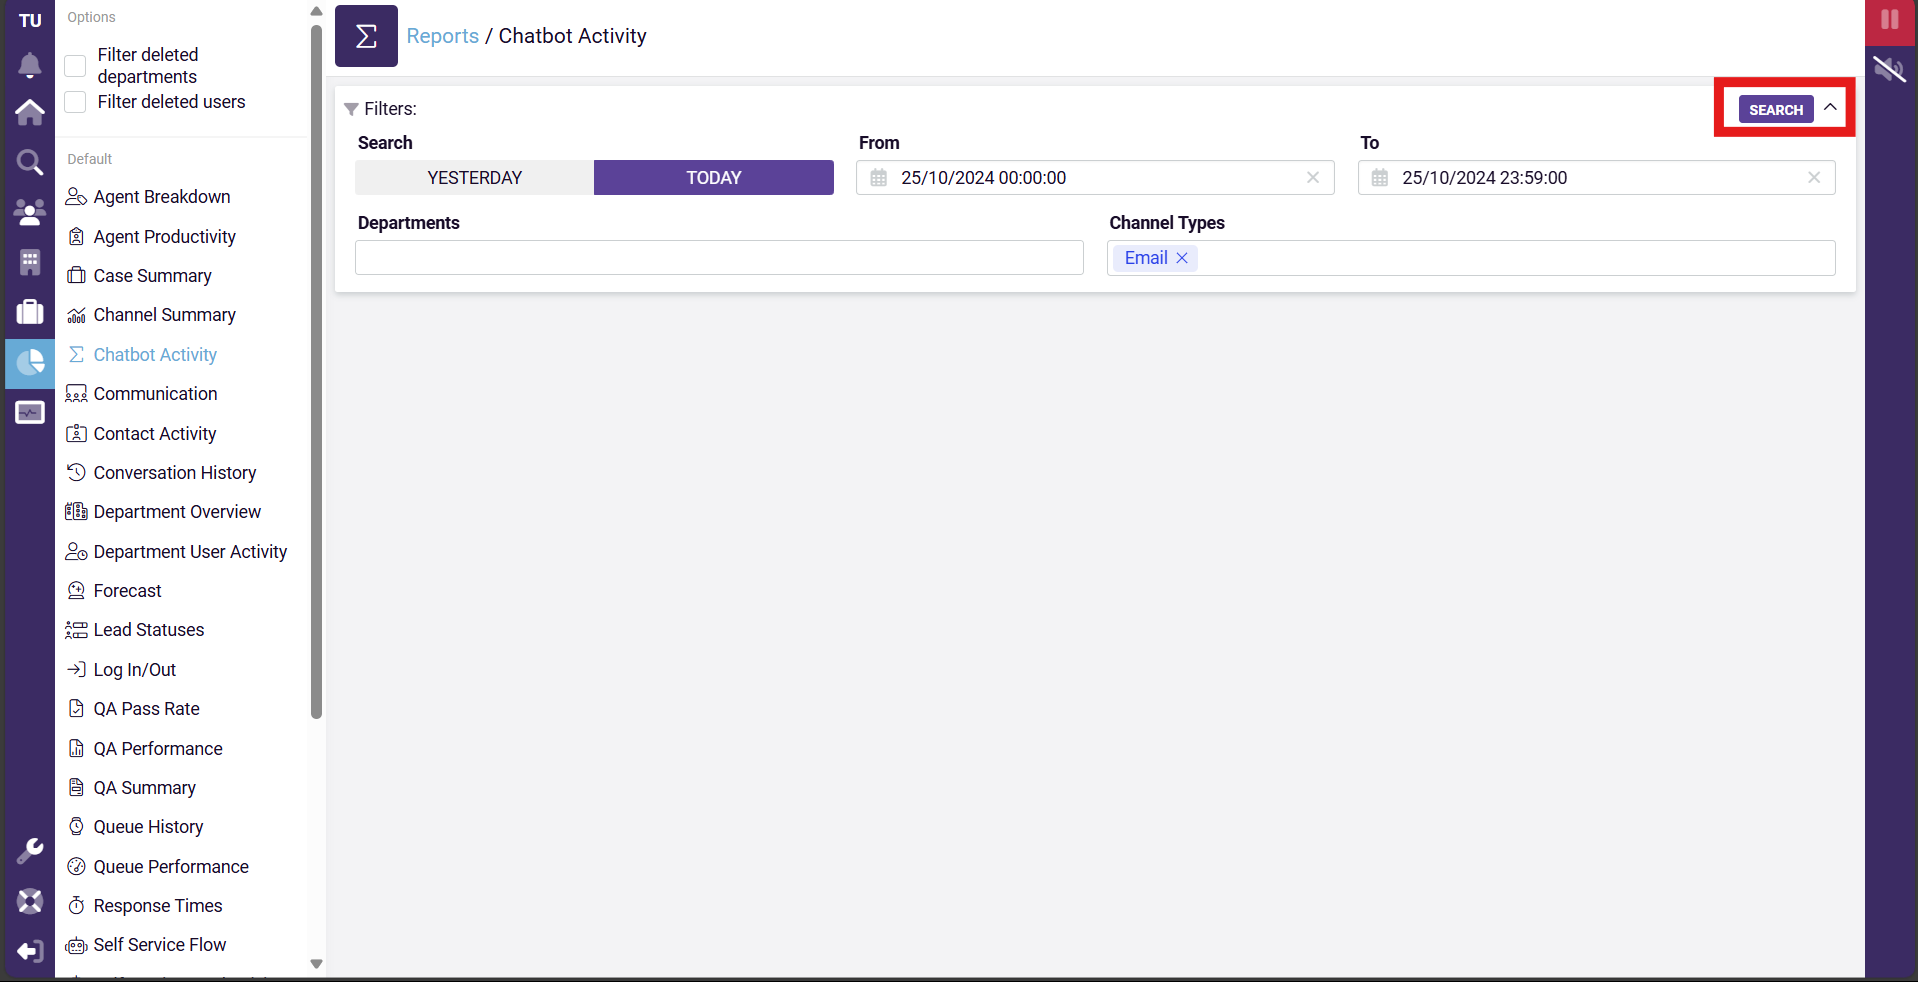 TU
Options
Filter deleted
departments
Filter deleted users
Default
Agent Breakdown
Agent Productivity
Case Summary
Channel Summary
Chatbot Activity
Communication
Contact Activity
Conversation History
Department Overview
Department User Activity
Forecast
Lead Statuses
Log In/Out
QA Pass Rate
QA Performance
QA Summary
Queue History
Queue Performance
Response Times
Self Service Flow
Reports / Chatbot Activity
Filters:
SEARCH
Search
From
To
YESTERDAY
TODAY
25/10/2024 00:00:00
25/10/2024 23:59:00
Departments
Channel Types
Email